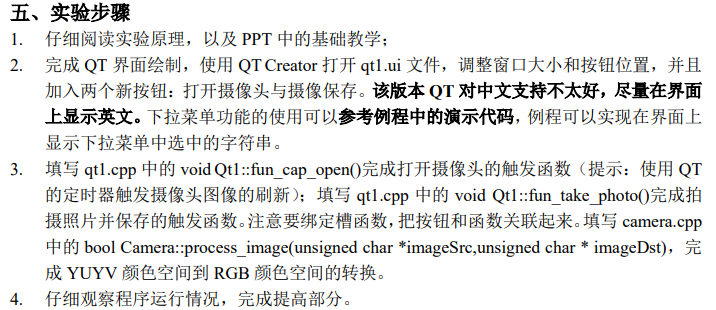 五、实验步骤
1. 仔细阅读实验原理，以及 PPT 中的基础教学；
2. 完成 QT 界面绘制，使用 QT Creator 打开 qt1.ui 文件，调整窗口大小和按钮位置，并且
加入两个新按钮：打开摄像头与摄像保存。该版本 QT 对中文支持不太好，尽量在界面
上显示英文。下拉菜单功能的使用可以参考例程中的演示代码，例程可以实现在界面上
显示下拉菜单中选中的字符串。
3. 填写 qt1.cpp 中的 void Qt1::fun_cap_open()完成打开摄像头的触发函数（提示：使用 QT
的定时器触发摄像头图像的刷新）；填写 qt1.cpp 中的 void Qt1::fun_take_photo()完成拍
摄照片并保存的触发函数。注意要绑定槽函数，把按钮和函数关联起来。填写 camera.cpp
中的 bool Camera::process_image(unsigned char *imageSrc,unsigned char * imageDst)，完
成 YUYV 颜色空间到 RGB 颜色空间的转换。
4. 仔细观察程序运行情况，完成提高部分。